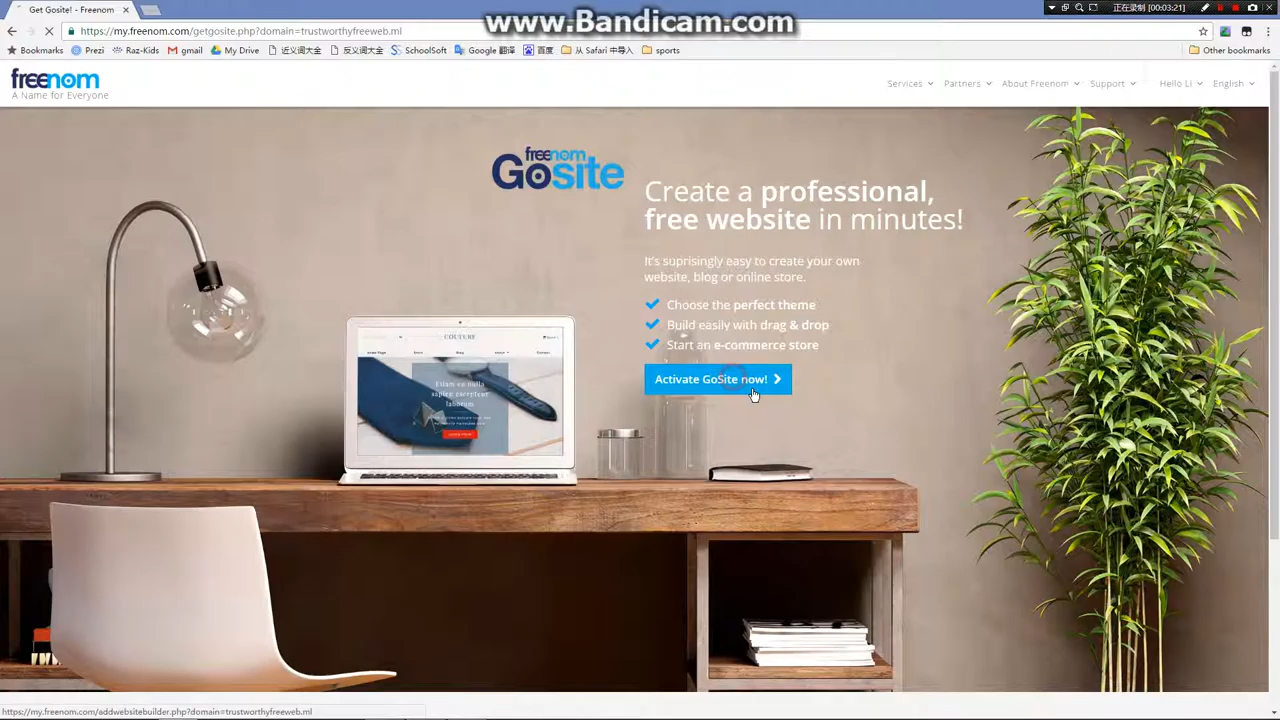 www.Bandicam.com
Get Gosite! - Freenom
正在录制 [00:03:21]
https://my.freenom.com/getgosite.php?domain=trustworthyfreeweb.ml
Bookmarks Prezi Raz-Kids gmail My Drive 近义词大全 反义词大全 SchoolSoft Google 翻译 百度 从 Safari 中导入 sports Other bookmarks
freenom
A Name for Everyone
Services Partners About Freenom Support Hello Li English
freenom
Gosite
Create a professional,
free website in minutes!
It's suprisingly easy to create your own
website, blog or online store.
Choose the perfect theme
Build easily with drag & drop
Start an e-commerce store
Activate GoSite now!
COUTURE
Etiam eu nulla
sapien excepteur
laborum
https://my.freenom.com/addwebsitebuilder.php?domain=trustworthyfreeweb.ml